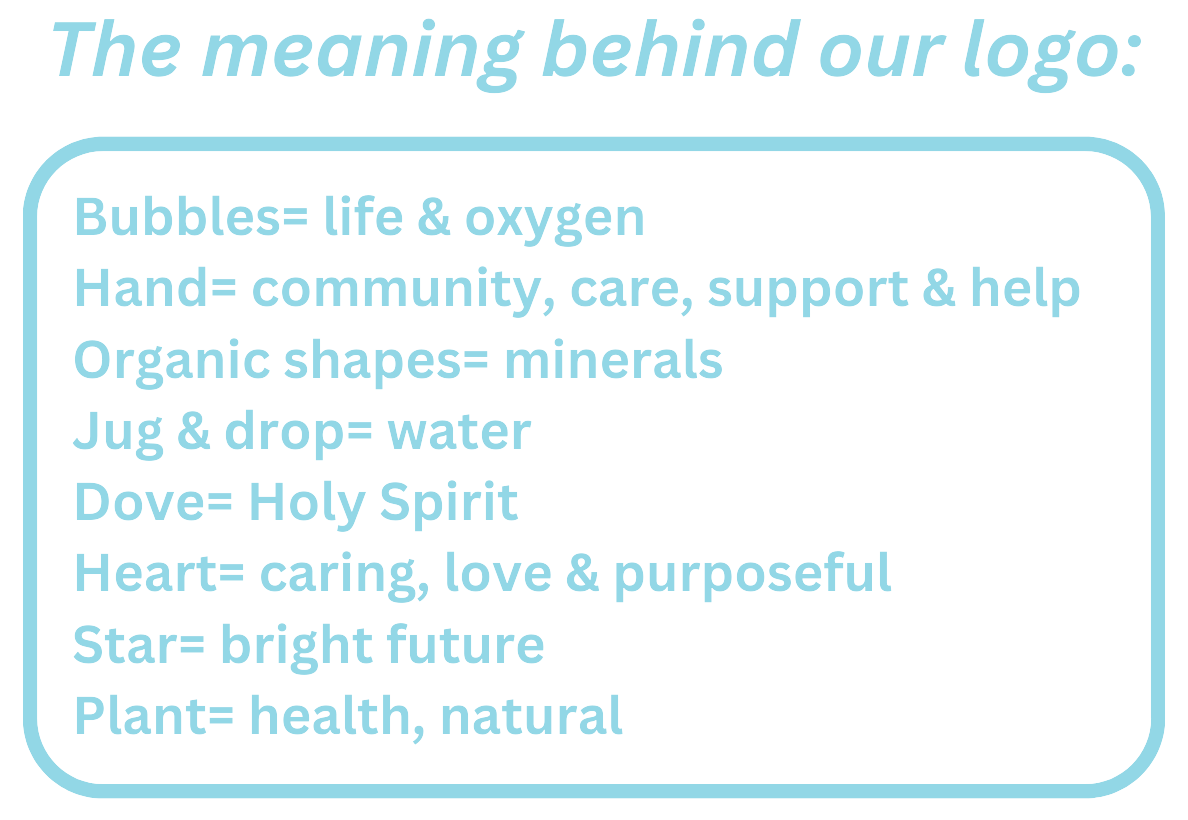 The meaning behind our logo:
Bubbles= life & oxygen
Hand= community, care, support & help
Organic shapes= minerals
Jug & drop= water
Dove= Holy Spirit
Heart= caring, love & purposeful
Star= bright future
Plant= health, natural